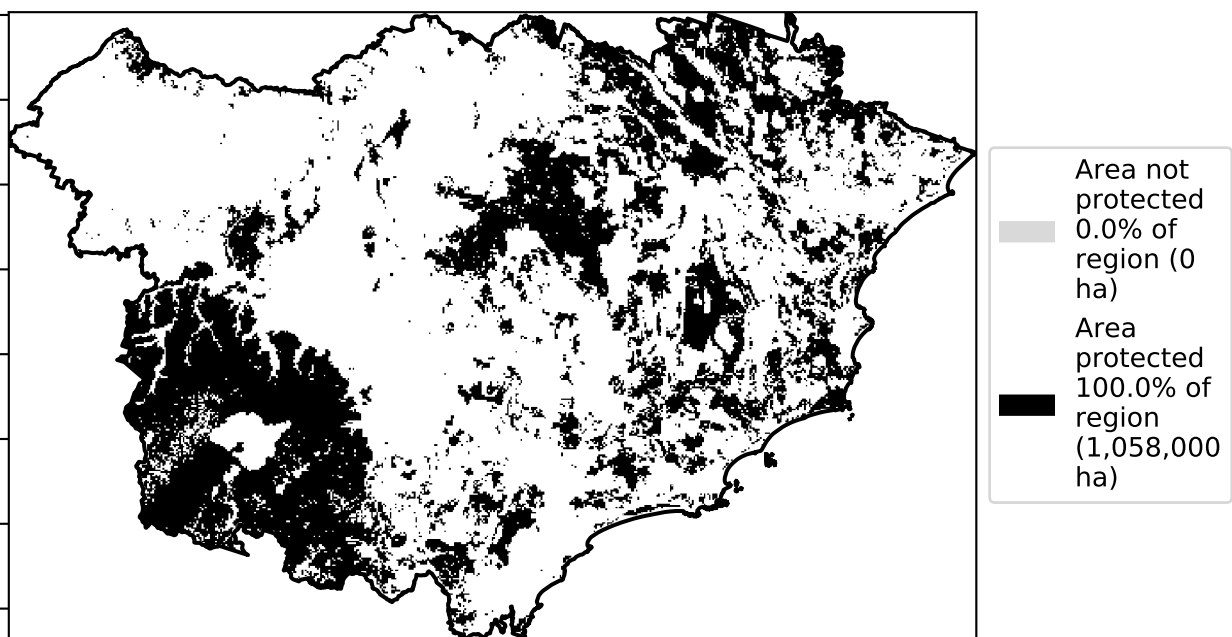 Area not
protected
0.0% of
region (0
ha)
Area
protected
100.0% of
region
(1,058,000
ha)